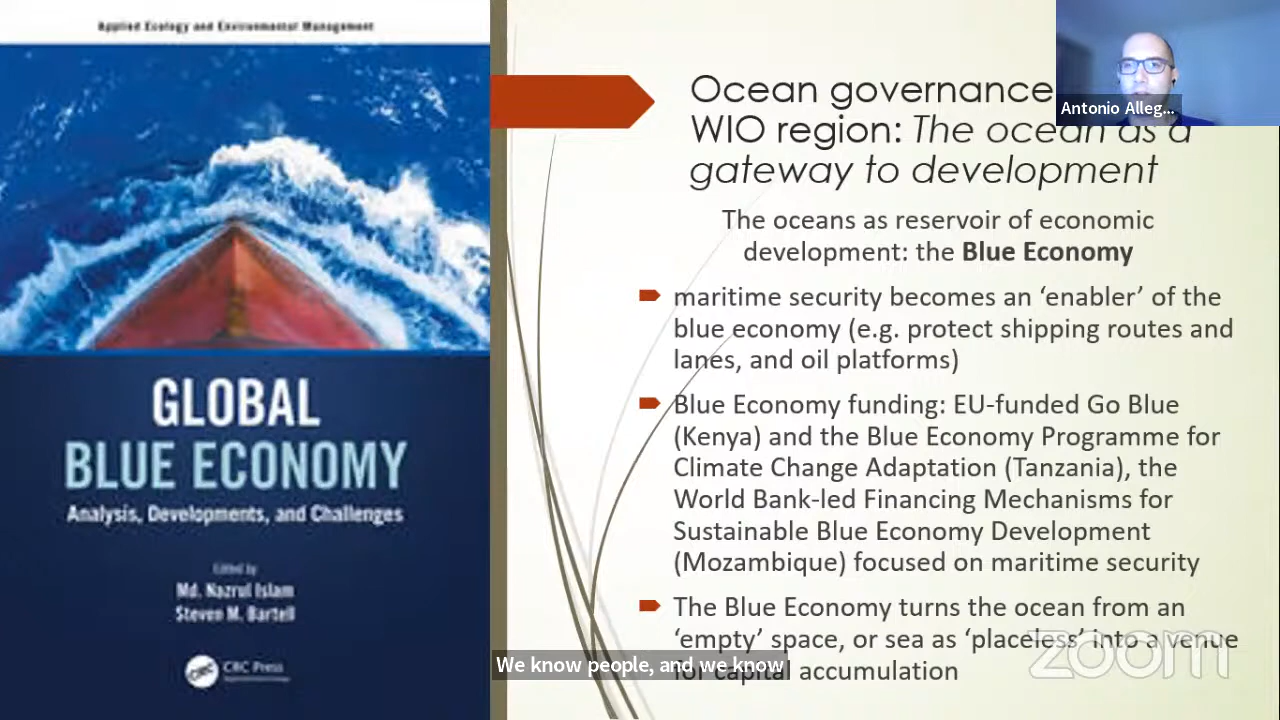 Applied Ecology and Environmental Management
GLOBAL
BLUE ECONOMY
Analysis, Developments, and Challenges
Edited by
Md. Nazrul Islam
Steven M. Bartell
CRC Press
Ocean governance
WIO region: The ocean as a
gateway to development
The oceans as reservoir of economic
development: the Blue Economy
maritime security becomes an ‘enabler’ of the
blue economy (e.g. protect shipping routes and
lanes, and oil platforms)
Blue Economy funding: EU-funded Go Blue
(Kenya) and the Blue Economy Programme for
Climate Change Adaptation (Tanzania), the
World Bank-led Financing Mechanisms for
Sustainable Blue Economy Development
(Mozambique) focused on maritime security
The Blue Economy turns the ocean from an
‘empty’ space, or sea as ‘placeless’ into a venue
for capital accumulation
Antonio Alleg...
We know people, and we know
zoom